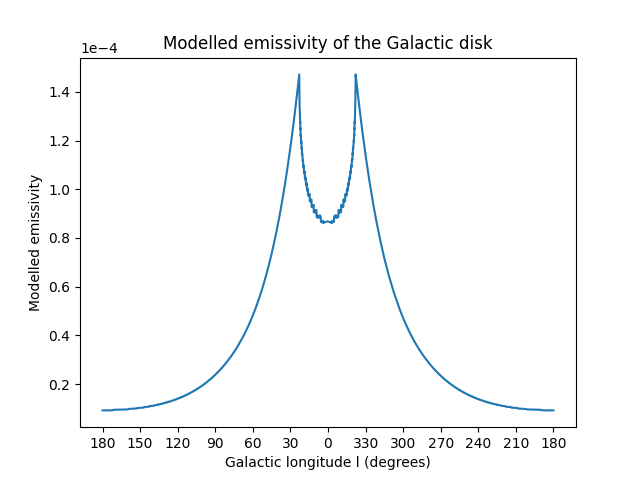 Modelled emissivity of the Galactic disk
1e−4
1.4
1.2
1.0
0.8
0.6
0.4
0.2
Modelled emissivity
180 150 120 90 60 30 0 330 300 270 240 210 180
Galactic longitude l (degrees)